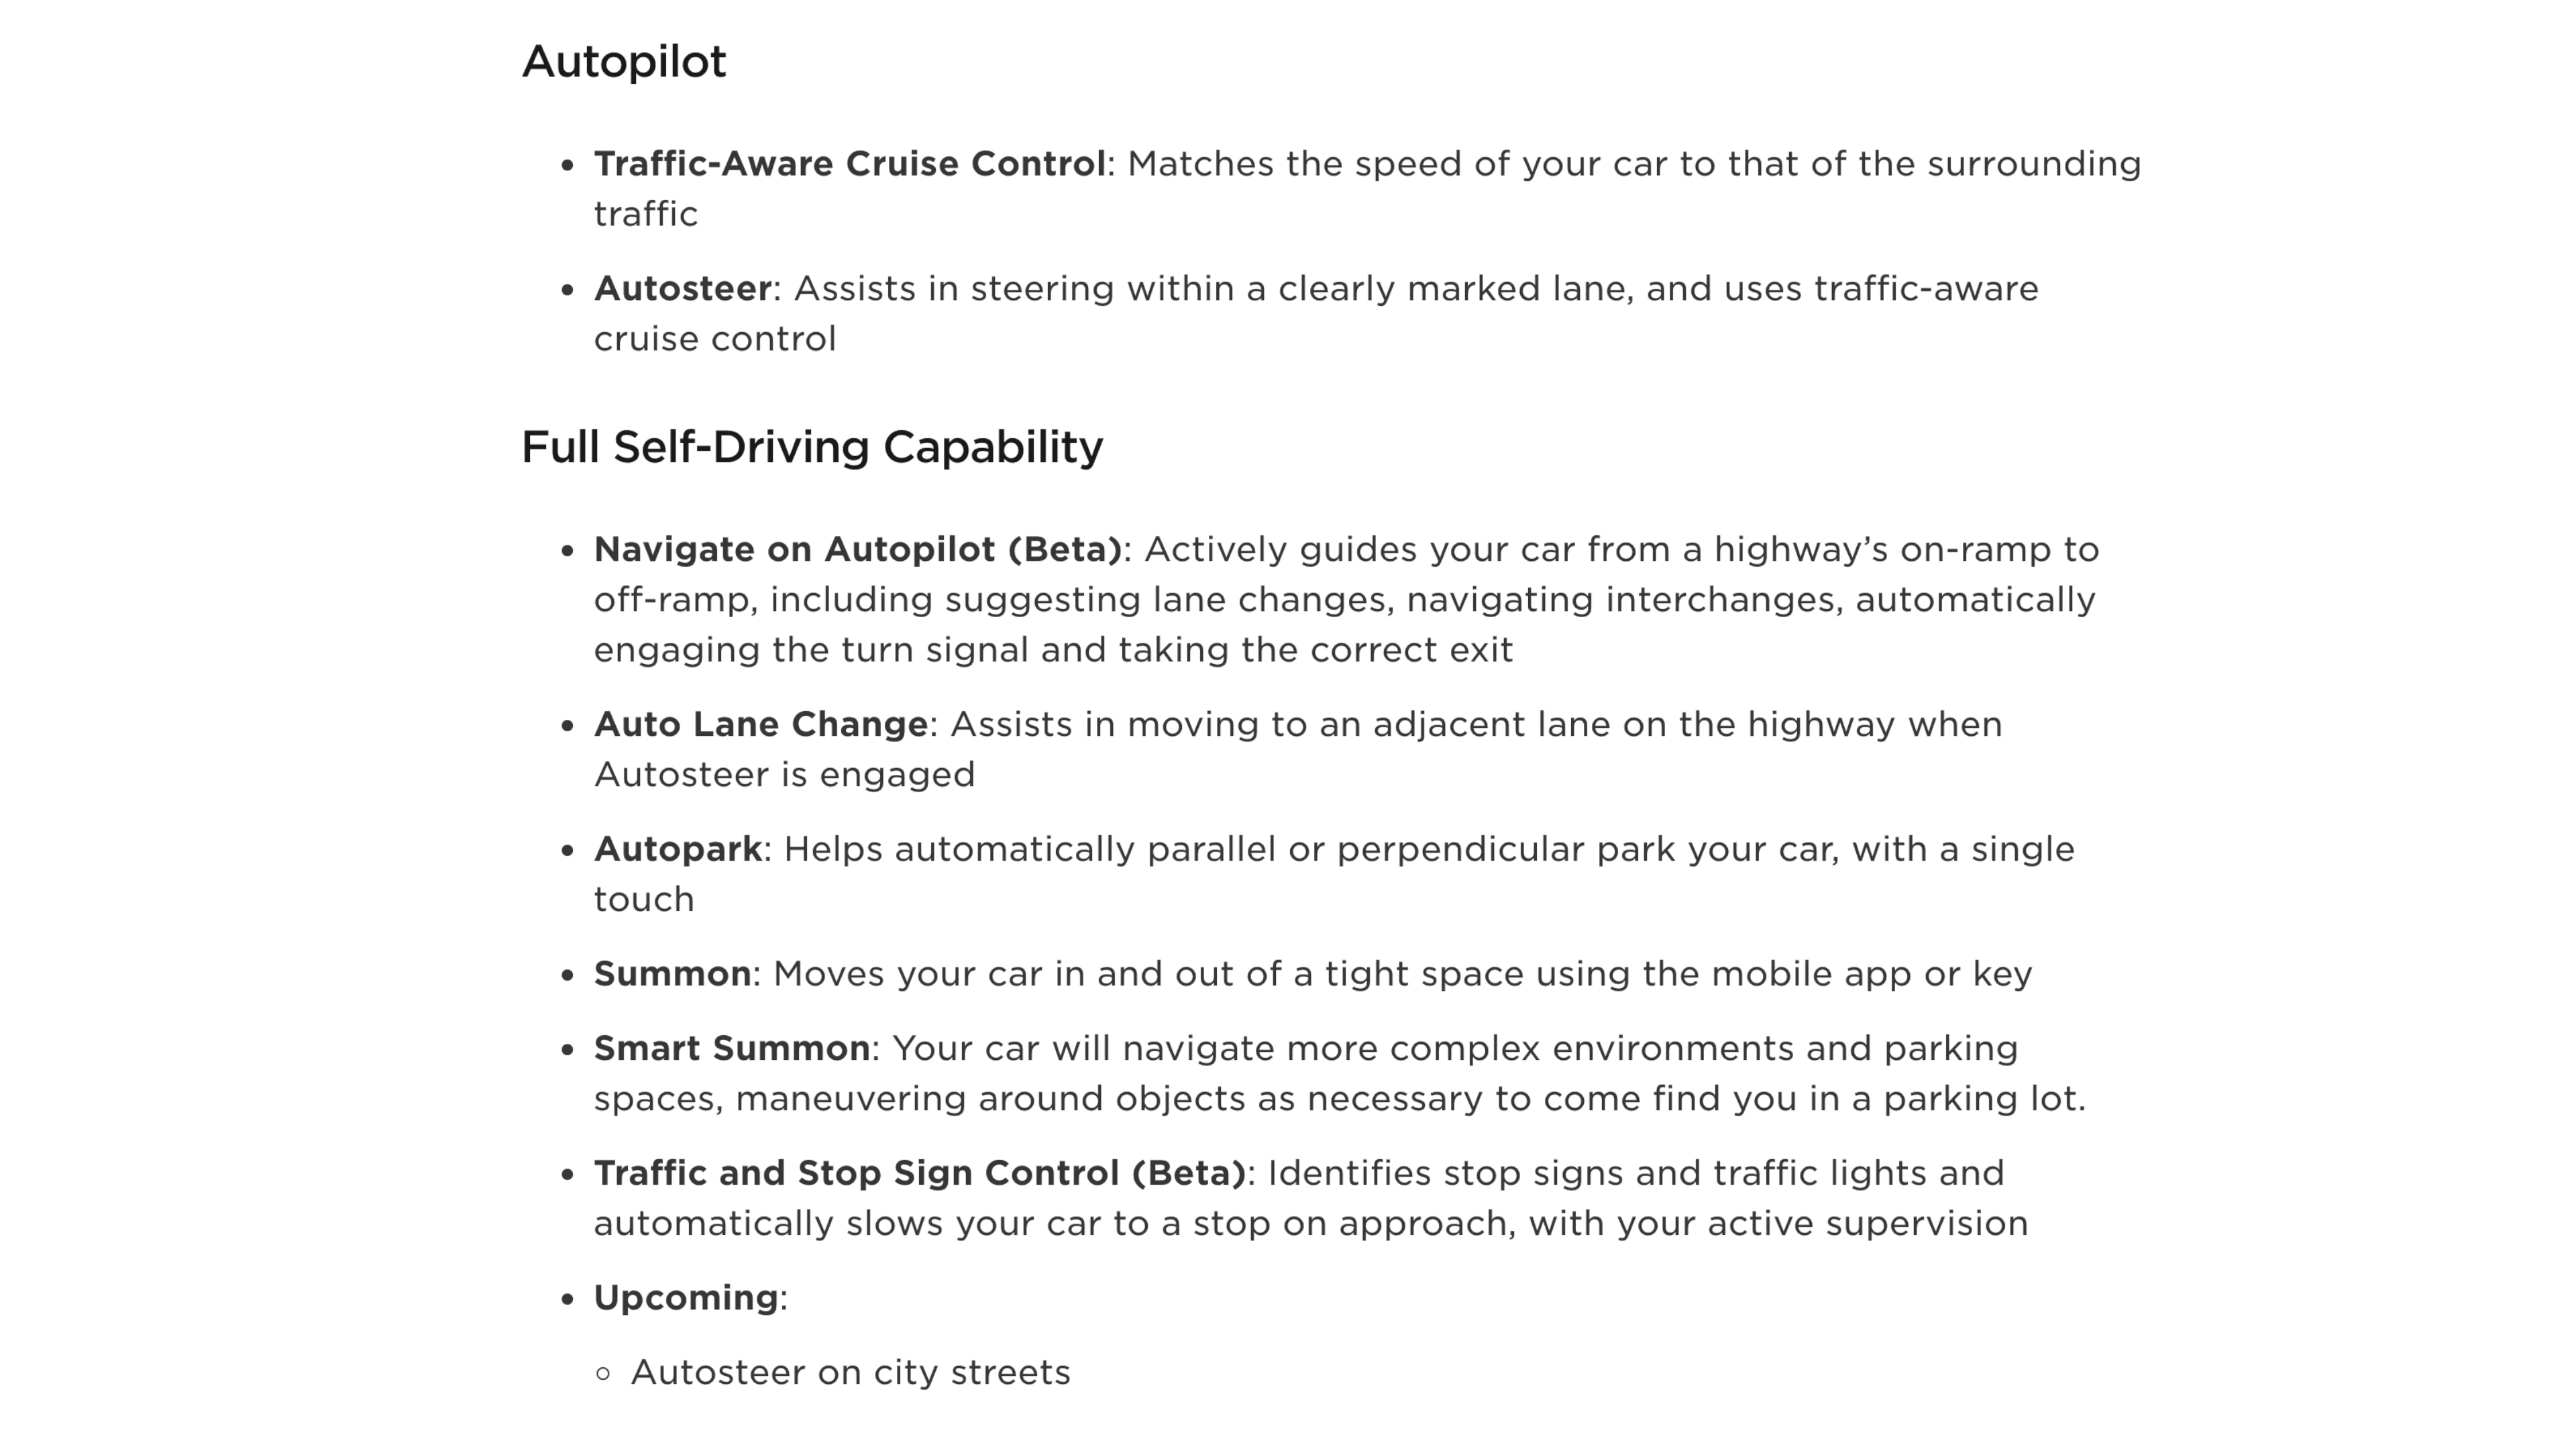 Autopilot
• Traffic-Aware Cruise Control: Matches the speed of your car to that of the surrounding
traffic
• Autosteer: Assists in steering within a clearly marked lane, and uses traffic-aware
cruise control
Full Self-Driving Capability
• Navigate on Autopilot (Beta): Actively guides your car from a highway’s on-ramp to
off-ramp, including suggesting lane changes, navigating interchanges, automatically
engaging the turn signal and taking the correct exit
• Auto Lane Change: Assists in moving to an adjacent lane on the highway when
Autosteer is engaged
• Autopark: Helps automatically parallel or perpendicular park your car, with a single
touch
• Summon: Moves your car in and out of a tight space using the mobile app or key
• Smart Summon: Your car will navigate more complex environments and parking
spaces, maneuvering around objects as necessary to come find you in a parking lot.
• Traffic and Stop Sign Control (Beta): Identifies stop signs and traffic lights and
automatically slows your car to a stop on approach, with your active supervision
• Upcoming:
◦ Autosteer on city streets